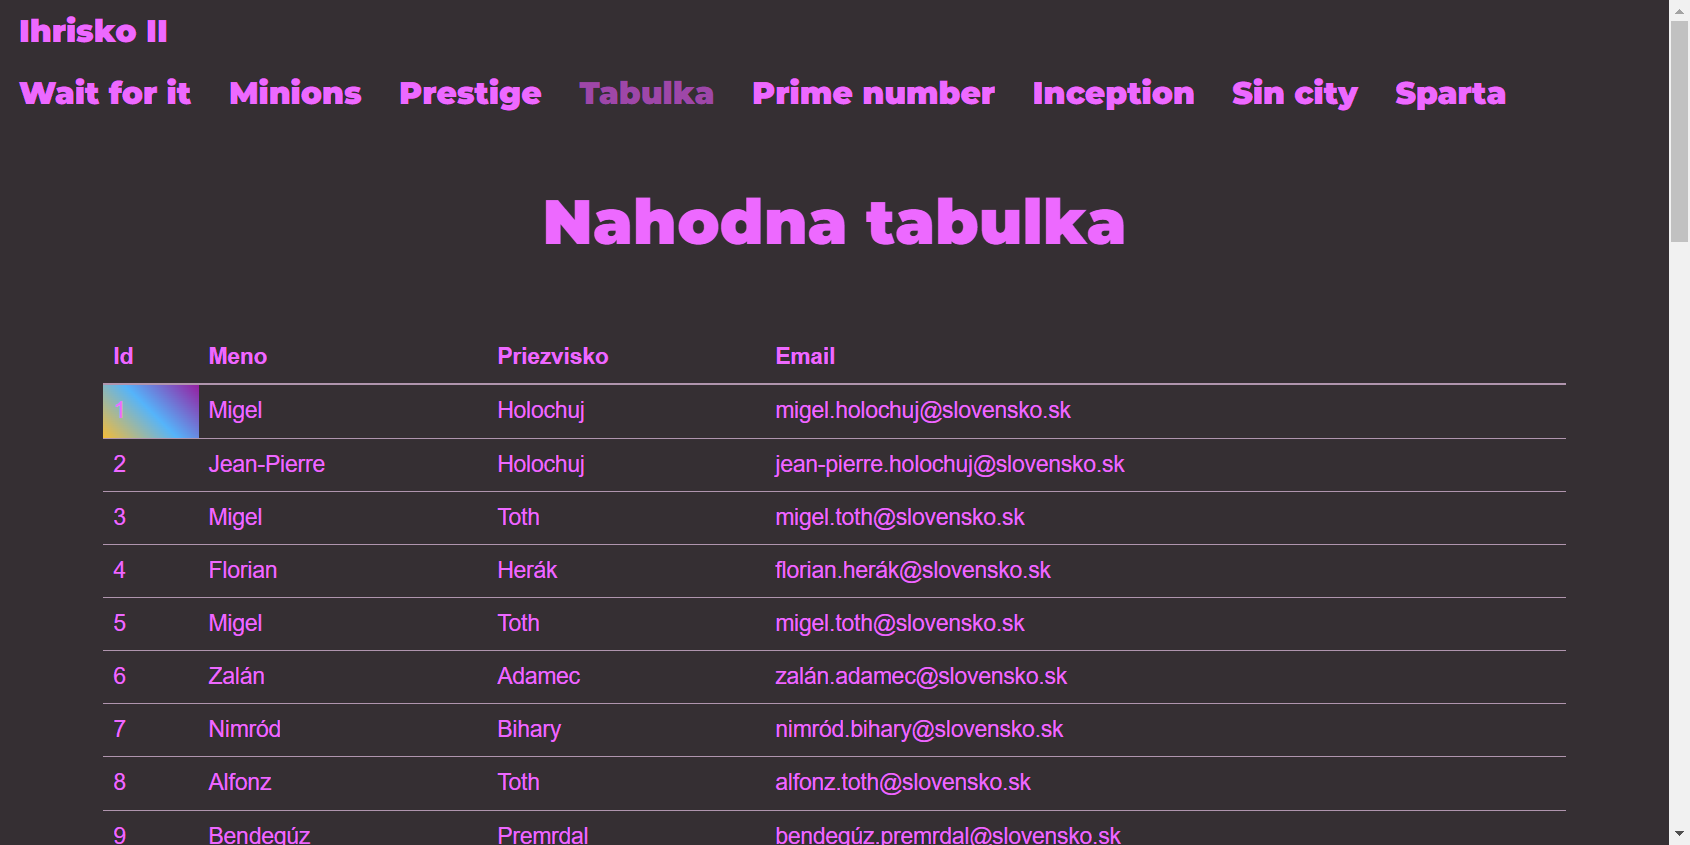 Ihrisko II
Wait for it Minions Prestige Tabulka Prime number Inception Sin city Sparta
Nahodna tabulka
Id Meno Priezvisko Email
1 Migel Holochuj migel.holochuj@slovensko.sk
2 Jean-Pierre Holochuj jean-pierre.holochuj@slovensko.sk
3 Migel Toth migel.toth@slovensko.sk
4 Florian Herák florian.herák@slovensko.sk
5 Migel Toth migel.toth@slovensko.sk
6 Zalán Adamec zalán.adamec@slovensko.sk
7 Nimród Bihary nimród.bihary@slovensko.sk
8 Alfonz Toth alfonz.toth@slovensko.sk
9 Bendegúz Premrdal bendegúz.premrdal@slovensko.sk